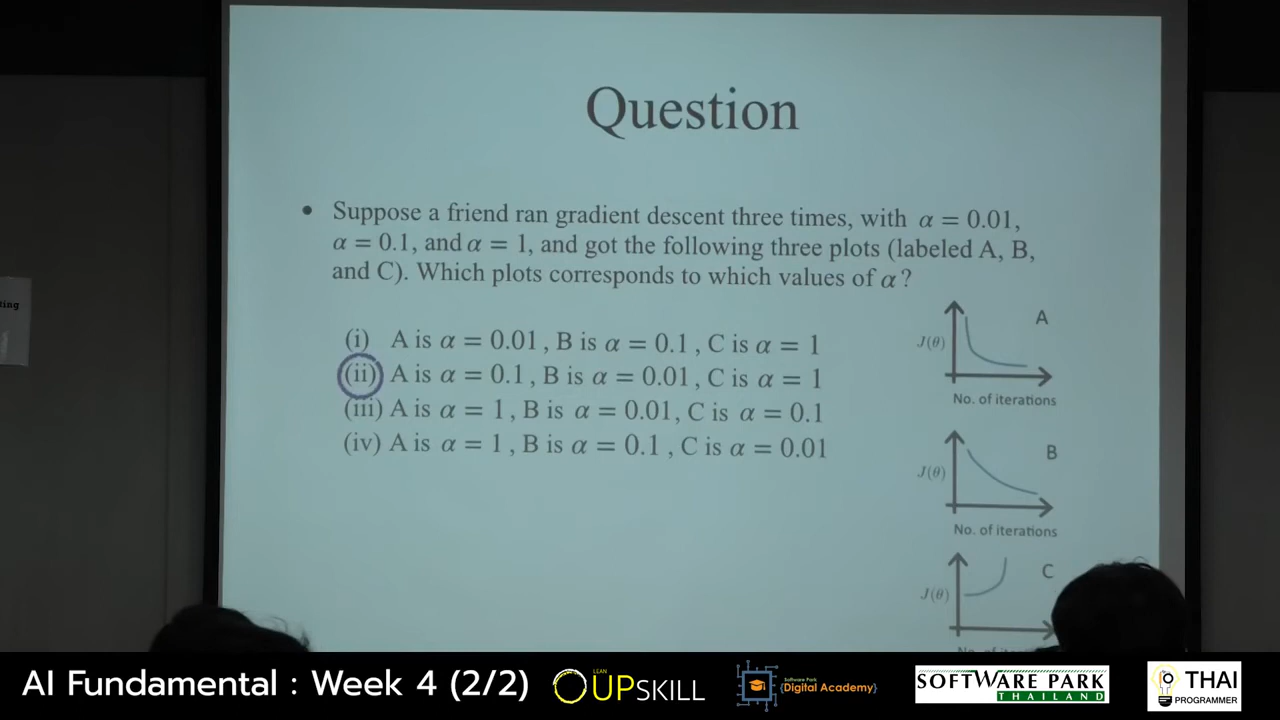 Question
• Suppose a friend ran gradient descent three times, with α = 0.01,
α = 0.1, and α = 1, and got the following three plots (labeled A, B,
and C). Which plots corresponds to which values of α?
(i) A is α = 0.01, B is α = 0.1, C is α = 1
(ii) A is α = 0.1, B is α = 0.01, C is α = 1
(iii) A is α = 1, B is α = 0.01, C is α = 0.1
(iv) A is α = 1, B is α = 0.1, C is α = 0.01
A
J(θ)
No. of iterations
B
J(θ)
No. of iterations
C
J(θ)
ting
AI Fundamental : Week 4 (2/2)
LEAN
UPSKILL
Software Park
{Digital Academy}
SOFTWARE PARK
THAILAND
THAI
PROGRAMMER